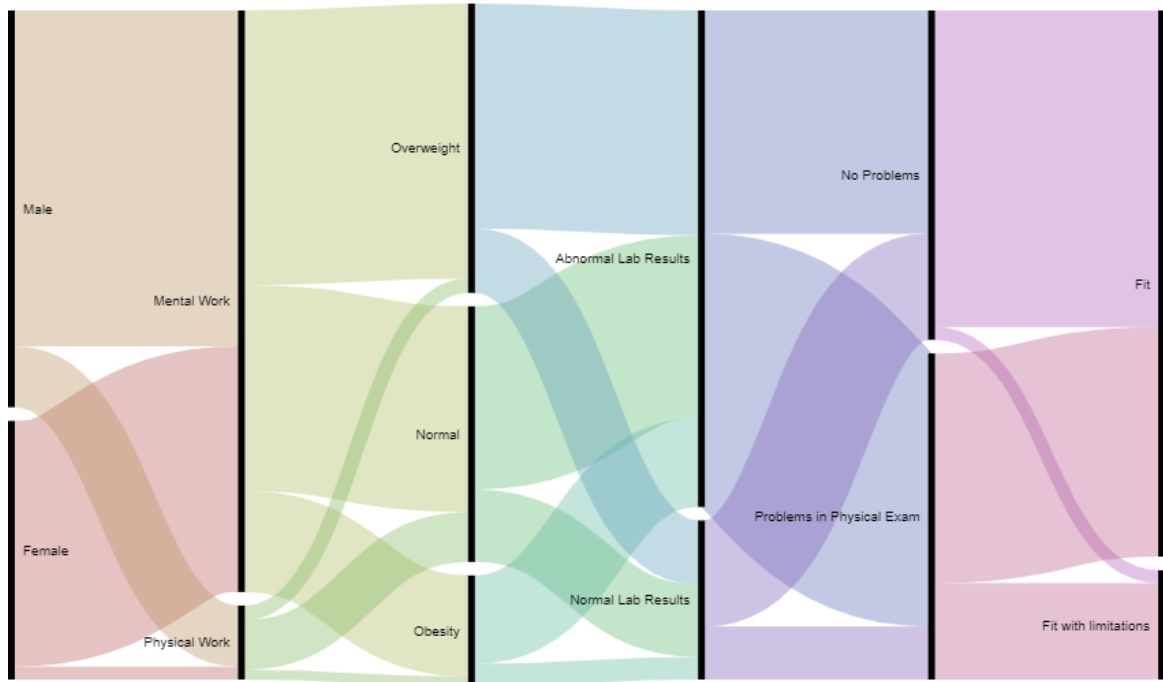 Male
Female
Mental Work
Physical Work
Overweight
Normal
Obesity
Abnormal Lab Results
Normal Lab Results
No Problems
Problems in Physical Exam
Fit
Fit with limitations